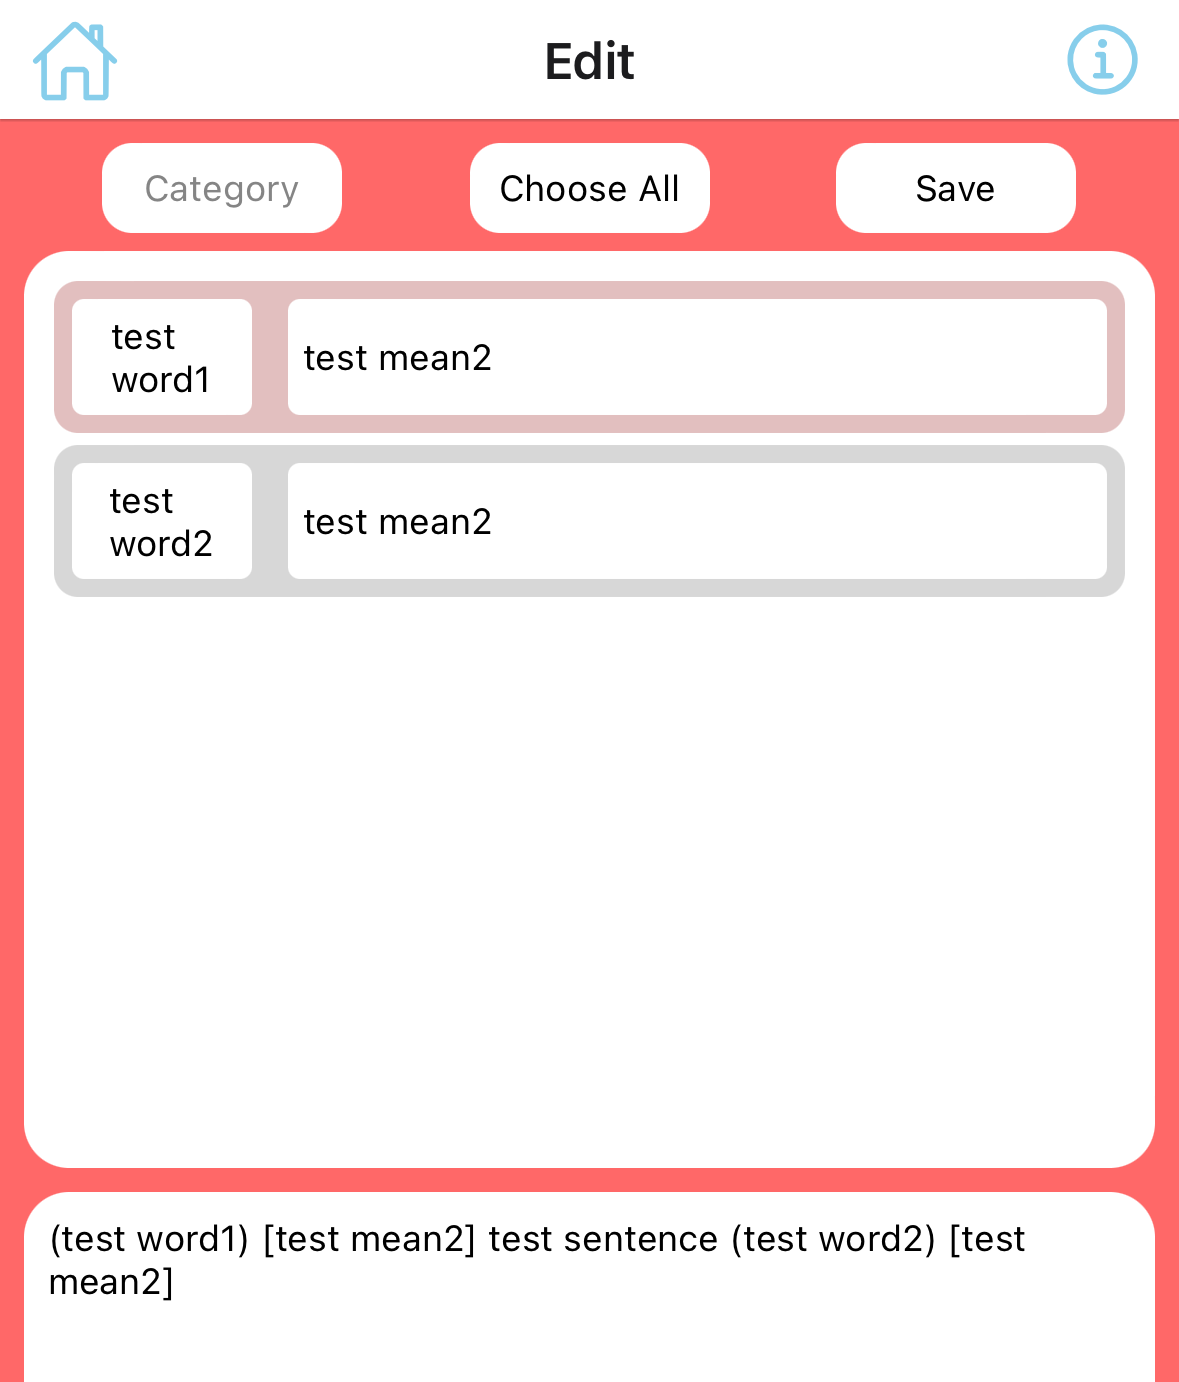 Edit
Category
Choose All
Save
test
word1
test mean2
test
word2
test mean2
(test word1) [test mean2] test sentence (test word2) [test
mean2]